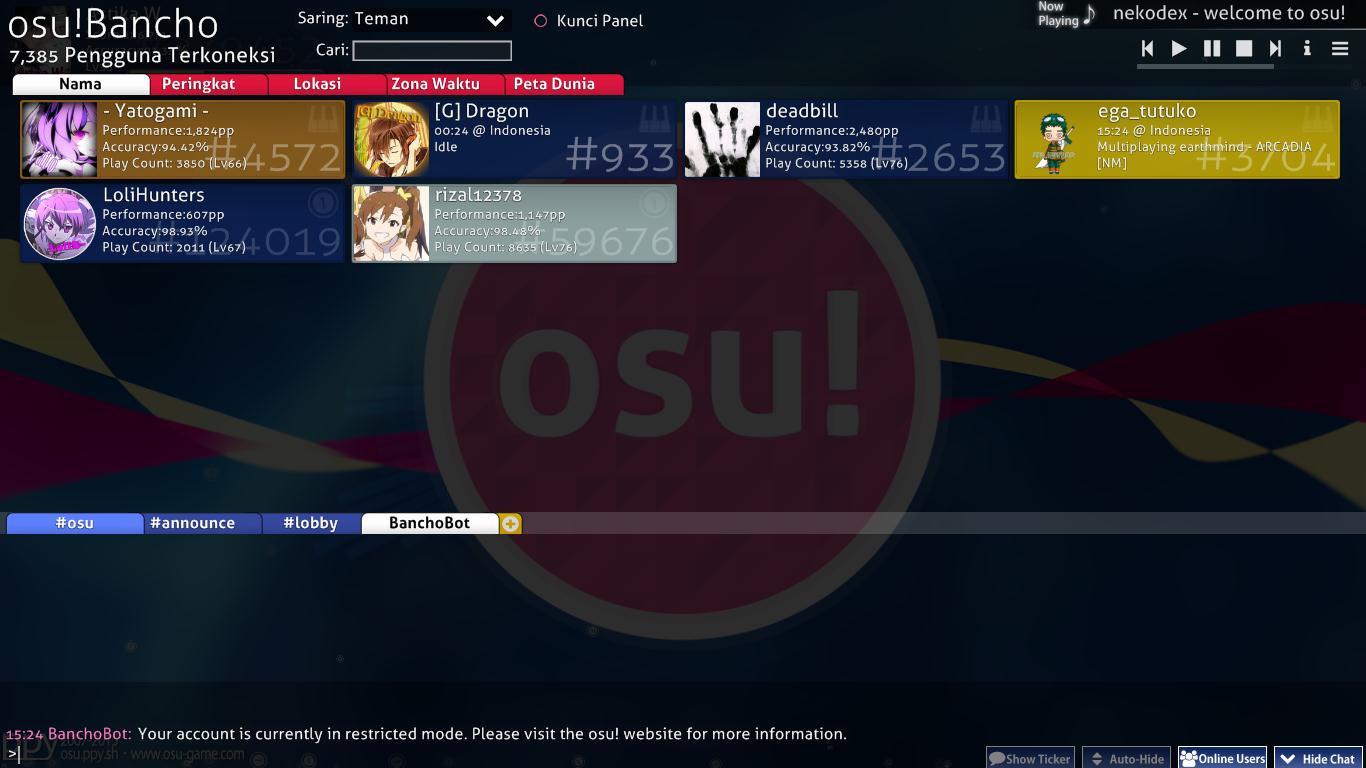 osu!Bancho
7,385 Pengguna Terkoneksi
Saring: Teman
Kunci Panel
Cari:
Now Playing
nekodex - welcome to osu!
Nama Peringkat Lokasi Zona Waktu Peta Dunia
- Yatogami -
Performance:1,824pp
Accuracy:94.42%
Play Count: 3850 (Lv66)
#4572
[G] Dragon
00:24 @ Indonesia
Idle
#933
deadbill
Performance:2,480pp
Accuracy:93.82%
Play Count: 5358 (Lv76)
#2653
ega_tutuko
15:24 @ Indonesia
Multiplaying earthmind - ARCADIA
[NM]
#3704
LoliHunters
Performance:607pp
Accuracy:98.93%
Play Count: 2011 (Lv67)
rizal12378
Performance:1,147pp
Accuracy:98.48%
Play Count: 8635 (Lv76)
#59676
osu!
#osu #announce #lobby BanchoBot
15:24 BanchoBot: Your account is currently in restricted mode. Please visit the osu! website for more information.
>
osu.ppy.sh - www.osu-game.com
Show Ticker Auto-Hide Online Users Hide Chat